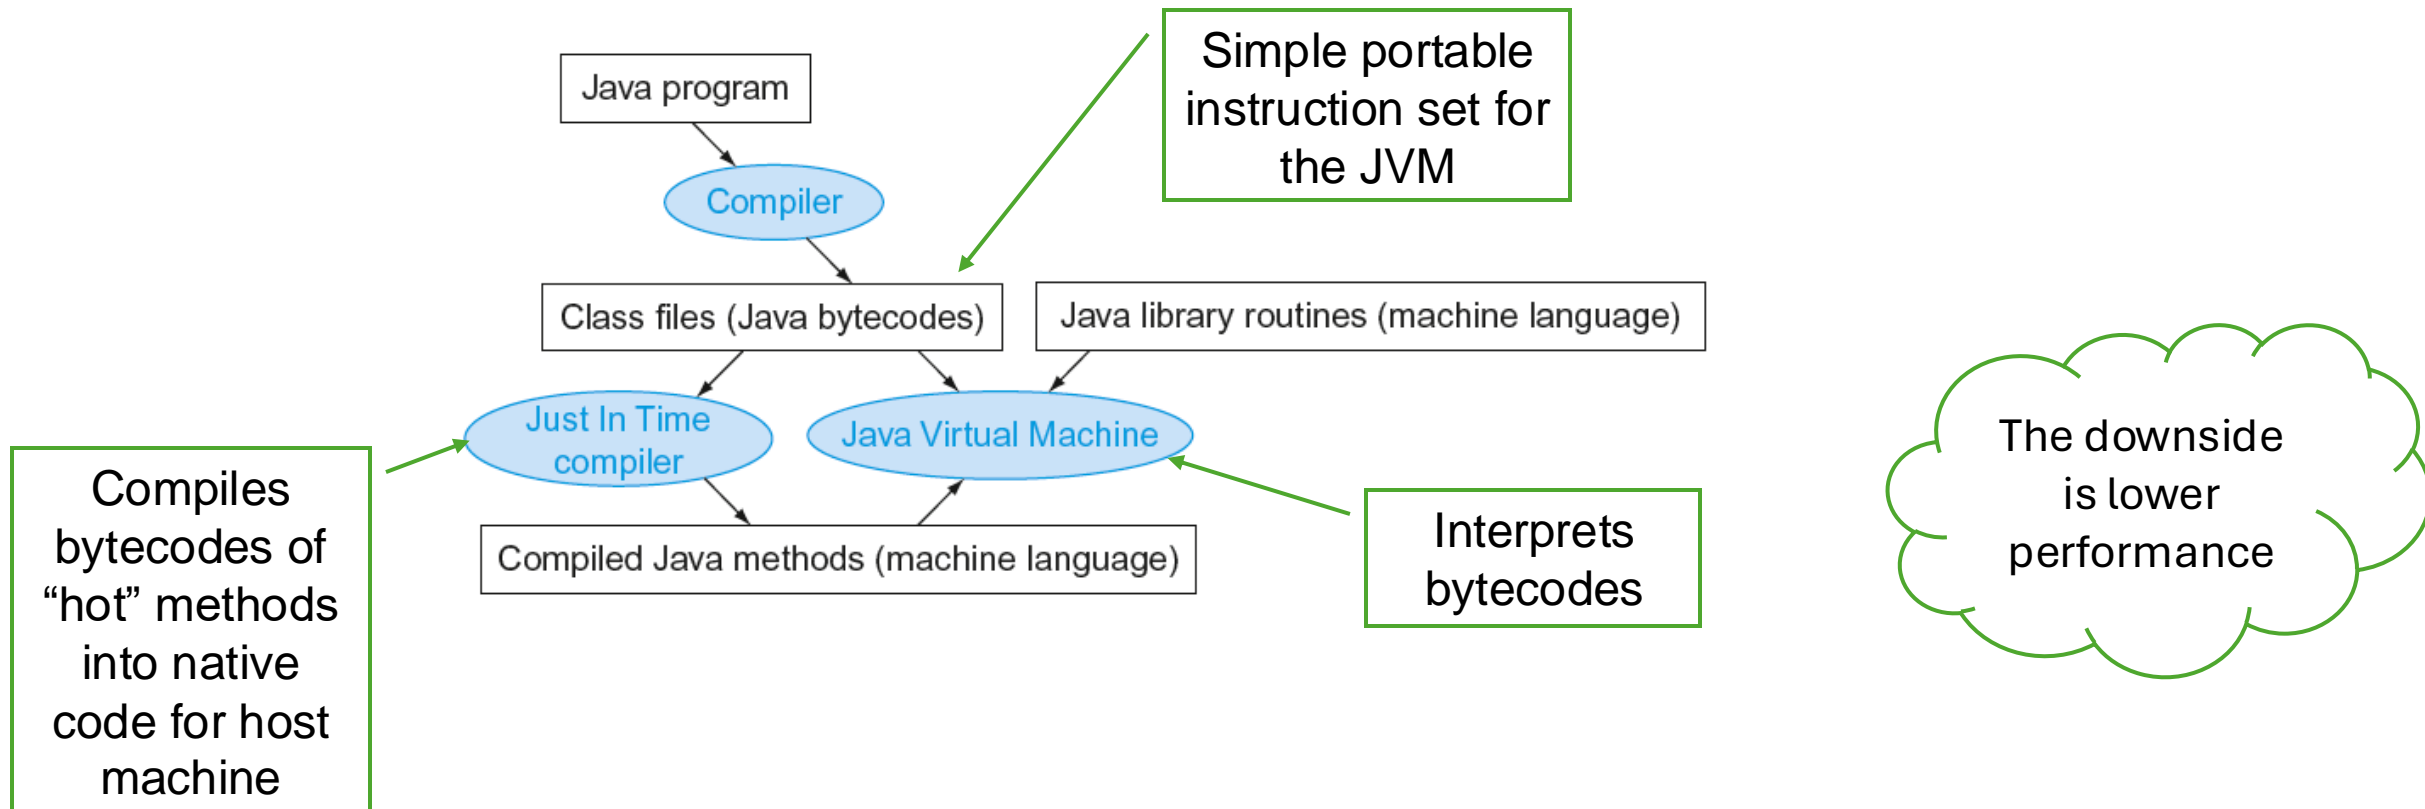 Simple portable
instruction set for
the JVM
Java program
Compiler
Class files (Java bytecodes)
Java library routines (machine language)
Just In Time
compiler
Java Virtual Machine
Compiled Java methods (machine language)
Compiles
bytecodes of
“hot” methods
into native
code for host
machine
Interprets
bytecodes
The downside
is lower
performance